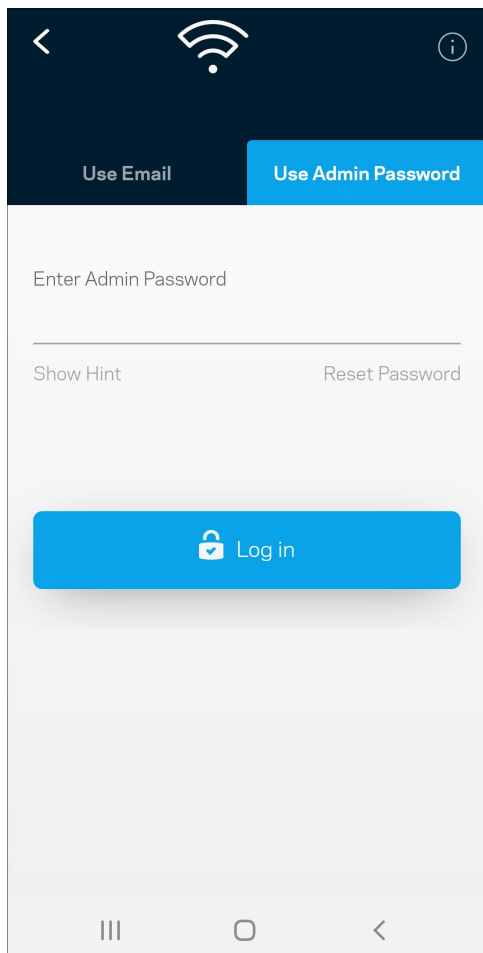 Use Email
Use Admin Password
Enter Admin Password
Show Hint
Reset Password
Log in